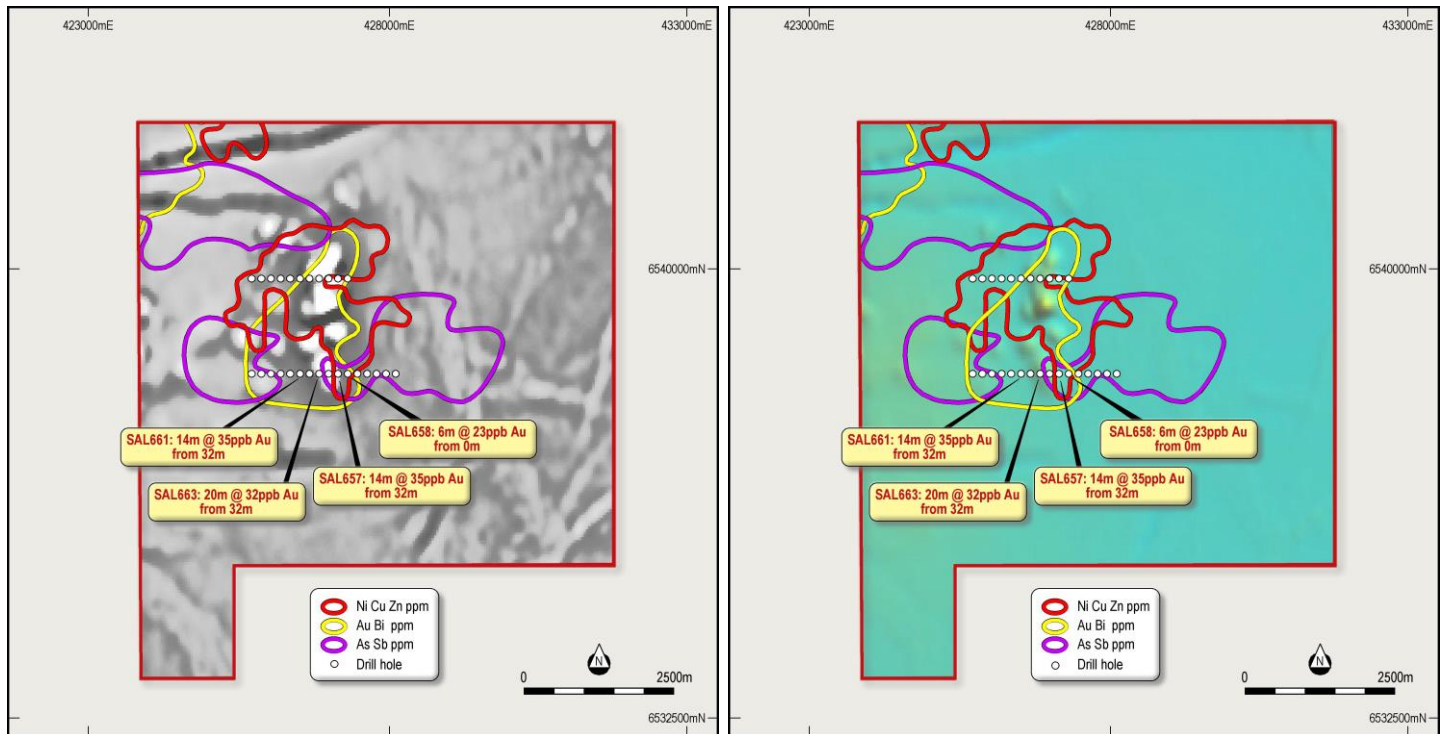 423000mE
428000mE
433000mE
6540000mN
SAL661: 14m @ 35ppb Au
from 32m
SAL658: 6m @ 23ppb Au
from 0m
SAL663: 20m @ 32ppb Au
from 32m
SAL657: 14m @ 35ppb Au
from 32m
Ni Cu Zn ppm
Au Bi ppm
As Sb ppm
Drill hole
N
0
2500m
6532500mN
423000mE
428000mE
433000mE
6540000mN
SAL661: 14m @ 35ppb Au
from 32m
SAL658: 6m @ 23ppb Au
from 0m
SAL663: 20m @ 32ppb Au
from 32m
SAL657: 14m @ 35ppb Au
from 32m
Ni Cu Zn ppm
Au Bi ppm
As Sb ppm
Drill hole
N
0
2500m
6532500mN